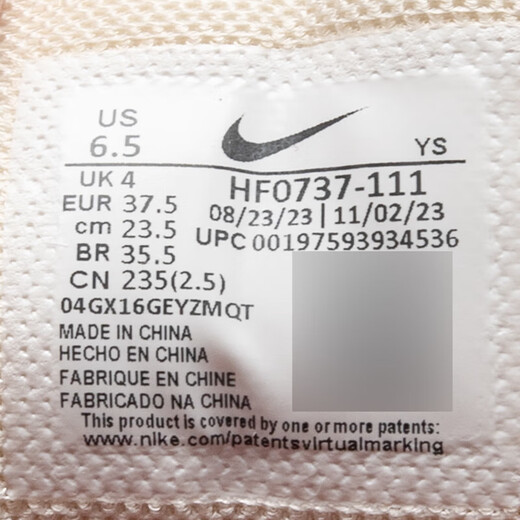 US
6.5
YS
UK 4
EUR 37.5
cm 23.5
BR 35.5
CN 235(2.5)
HF0737-111
08/23/23 | 11/02/23
UPC 00197593934536
04GX16GEYZMQT
MADE IN CHINA
HECHO EN CHINA
FABRIQUE EN CHINE
FABRICADO NA CHINA
This product is covered by one or more patents:
www.nike.com/patentsvirtualmarking